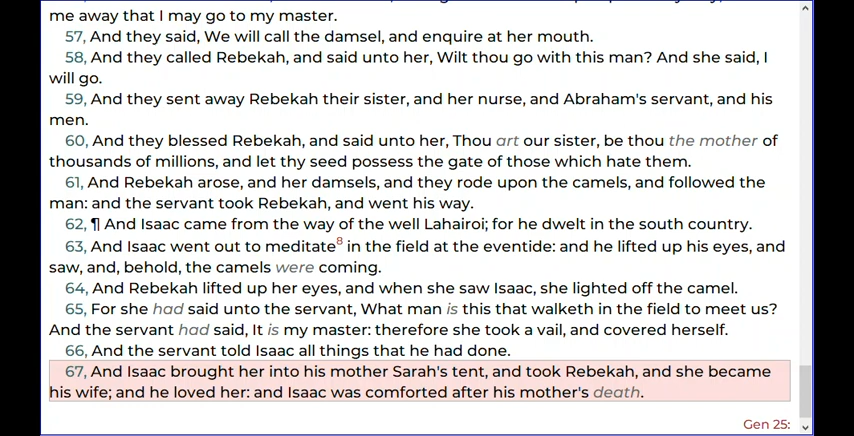 me away that I may go to my master.
57, And they said, We will call the damsel, and enquire at her mouth.
58, And they called Rebekah, and said unto her, Wilt thou go with this man? And she said, I
will go.
59, And they sent away Rebekah their sister, and her nurse, and Abraham's servant, and his
men.
60, And they blessed Rebekah, and said unto her, Thou art our sister, be thou the mother of
thousands of millions, and let thy seed possess the gate of those which hate them.
61, And Rebekah arose, and her damsels, and they rode upon the camels, and followed the
man: and the servant took Rebekah, and went his way.
62, ¶ And Isaac came from the way of the well Lahairoi; for he dwelt in the south country.
63, And Isaac went out to meditate8 in the field at the eventide: and he lifted up his eyes, and
saw, and, behold, the camels were coming.
64, And Rebekah lifted up her eyes, and when she saw Isaac, she lighted off the camel.
65, For she had said unto the servant, What man is this that walketh in the field to meet us?
And the servant had said, It is my master: therefore she took a vail, and covered herself.
66, And the servant told Isaac all things that he had done.
67, And Isaac brought her into his mother Sarah's tent, and took Rebekah, and she became
his wife; and he loved her: and Isaac was comforted after his mother's death.
Gen 25: